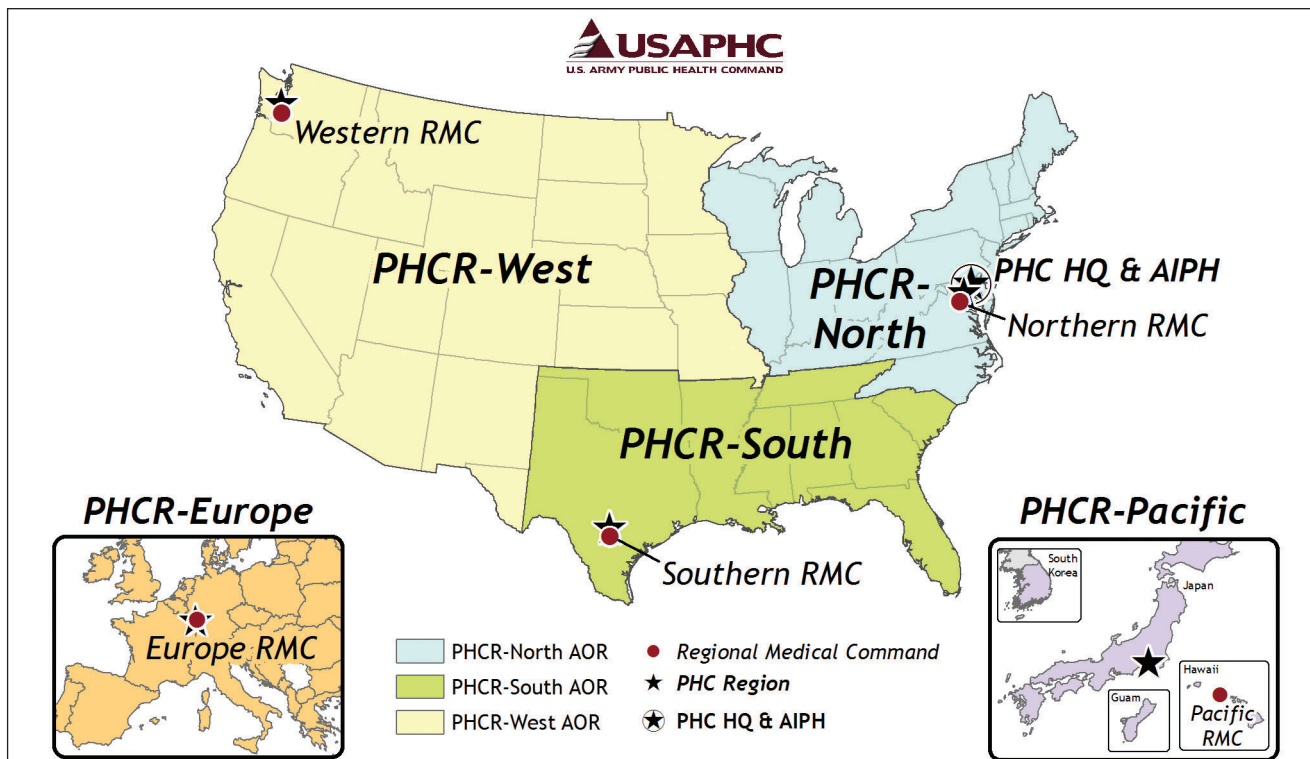 USAPHC
U.S. ARMY PUBLIC HEALTH COMMAND
Western RMC
PHCR-West
PHCR-
North
PHC HQ & AIPH
Northern RMC
PHCR-South
Southern RMC
PHCR-Europe
Europe RMC
PHCR-North AOR
PHCR-South AOR
PHCR-West AOR
Regional Medical Command
PHC Region
PHC HQ & AIPH
PHCR-Pacific
South
Korea
Japan
Hawaii
Guam
Pacific
RMC